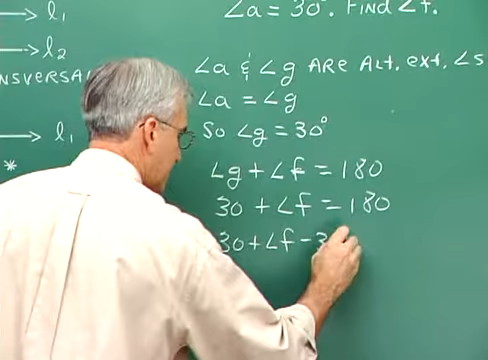 ∠a = 30°. FIND ∠f.
→ l₁
→ l₂
∠a & ∠g ARE ALT. EXT. ∠s
NSVERSA
∠a = ∠g
So ∠g = 30°
→ l₁
*
∠g + ∠f = 180
30 + ∠f = 180
30 + ∠f - 3